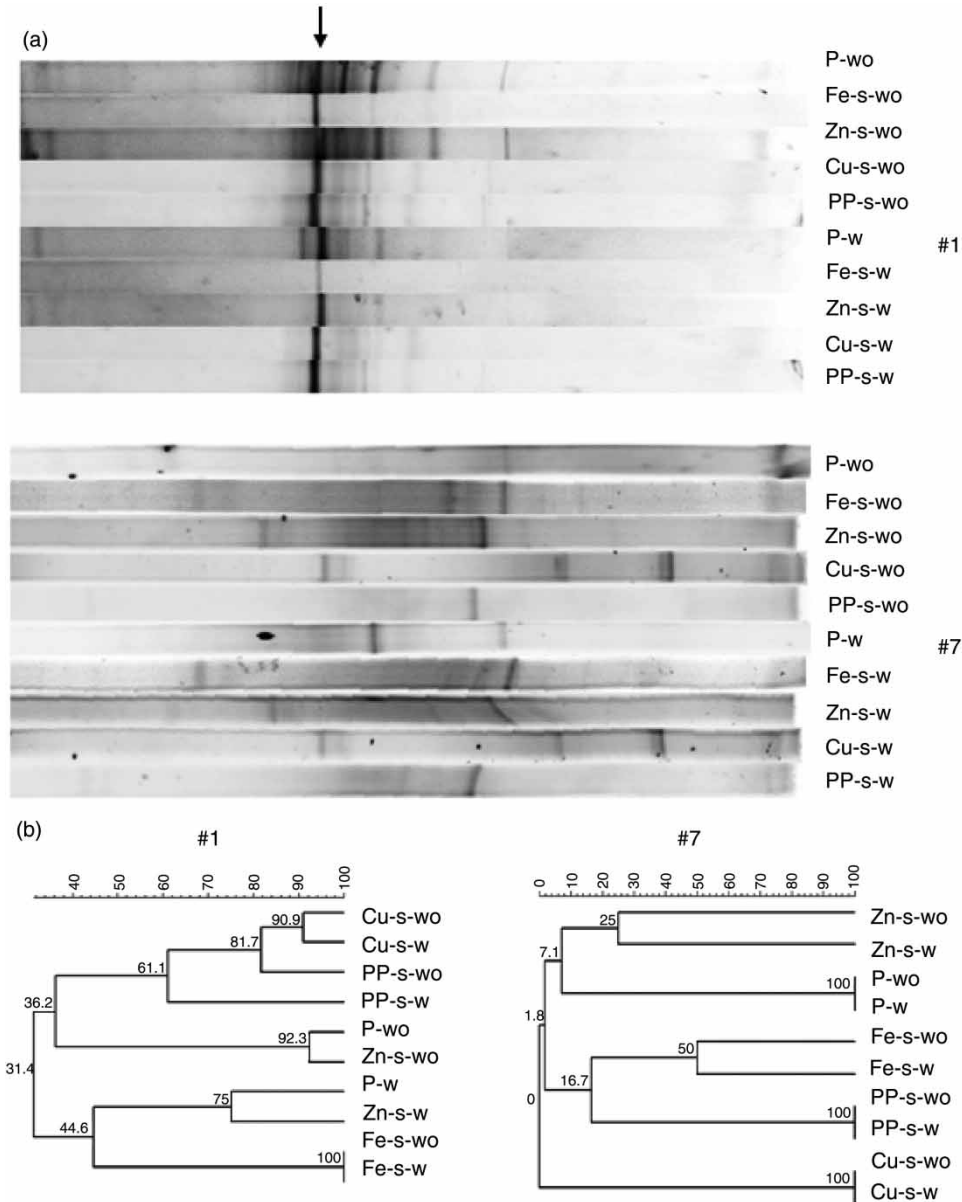 (a)
P-wo
Fe-s-wo
Zn-s-wo
Cu-s-wo
PP-s-wo
P-w
#1
Fe-s-w
Zn-s-w
Cu-s-w
PP-s-w
P-wo
Fe-s-wo
Zn-s-wo
Cu-s-wo
PP-s-wo
P-w
#7
Fe-s-w
Zn-s-w
Cu-s-w
PP-s-w
(b)
#1
40 50 60 70 80 90 100
90.9 Cu-s-wo
81.7 Cu-s-w
61.1 PP-s-wo
PP-s-w
36.2
92.3 P-wo
Zn-s-wo
31.4
75 P-w
Zn-s-w
44.6
100 Fe-s-wo
Fe-s-w
#7
0 10 20 30 40 50 60 70 80 90 100
25 Zn-s-wo
Zn-s-w
7.1
100 P-wo
P-w
1.8
50 Fe-s-wo
Fe-s-w
16.7
0
100 PP-s-wo
PP-s-w
100 Cu-s-wo
Cu-s-w